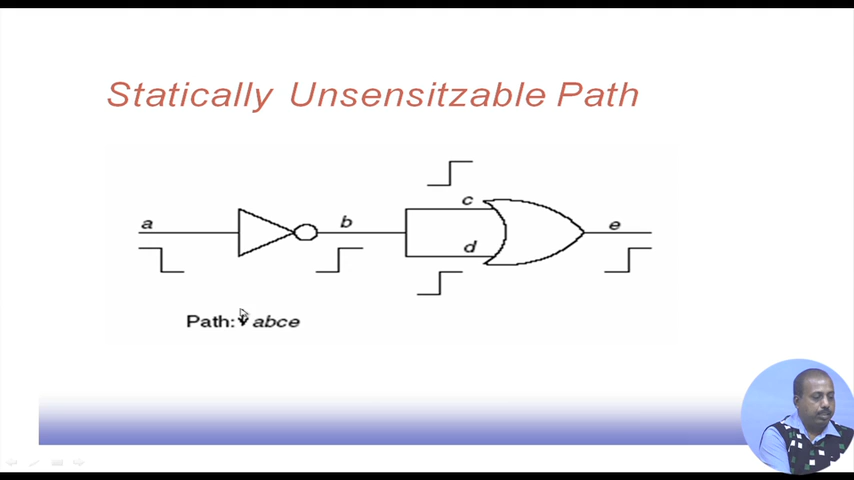 Statically Unsensitzable Path
c
a
b
e
d
Path: ↓ abce